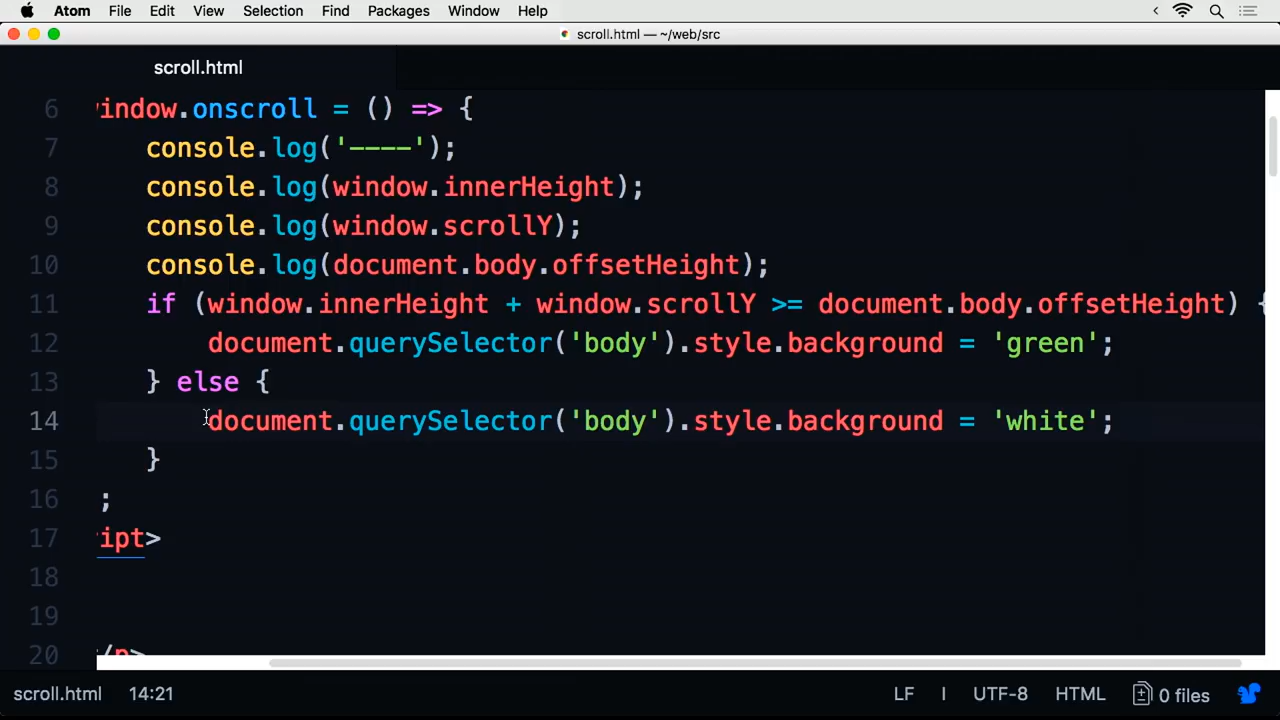 Atom File Edit View Selection Find Packages Window Help
scroll.html — ~/web/src
scroll.html
6 window.onscroll = () => {
7 console.log('----');
8 console.log(window.innerHeight);
9 console.log(window.scrollY);
10 console.log(document.body.offsetHeight);
11 if (window.innerHeight + window.scrollY >= document.body.offsetHeight) {
12 document.querySelector('body').style.background = 'green';
13 } else {
14 document.querySelector('body').style.background = 'white';
15 }
16 ;
17 ipt>
18
19
20 /p>
scroll.html 14:21 LF I UTF-8 HTML 0 files